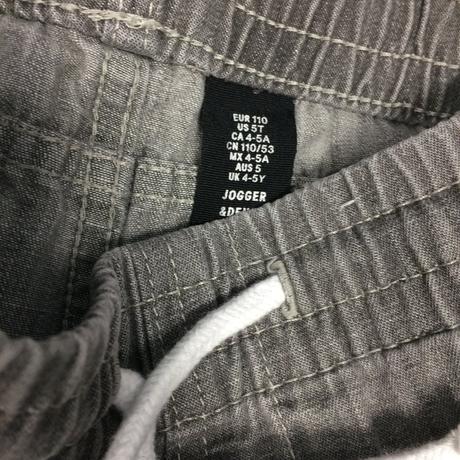 EUR 110
US 5T
CA 4-5A
CN 110/53
MX 4-5A
AUS 5
UK 4-5Y
JOGGER